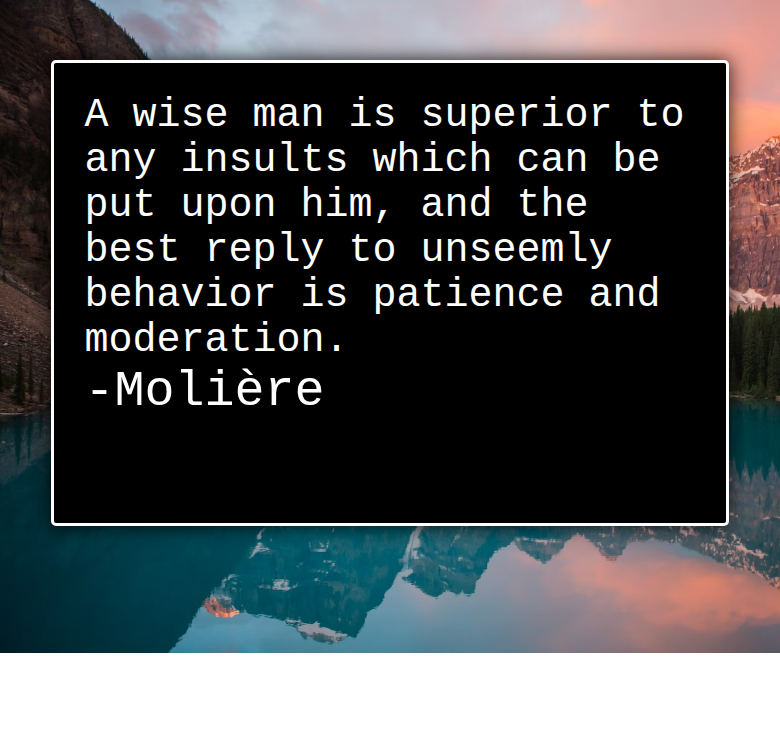 A wise man is superior to
any insults which can be
put upon him, and the
best reply to unseemly
behavior is patience and
moderation.
-Molière